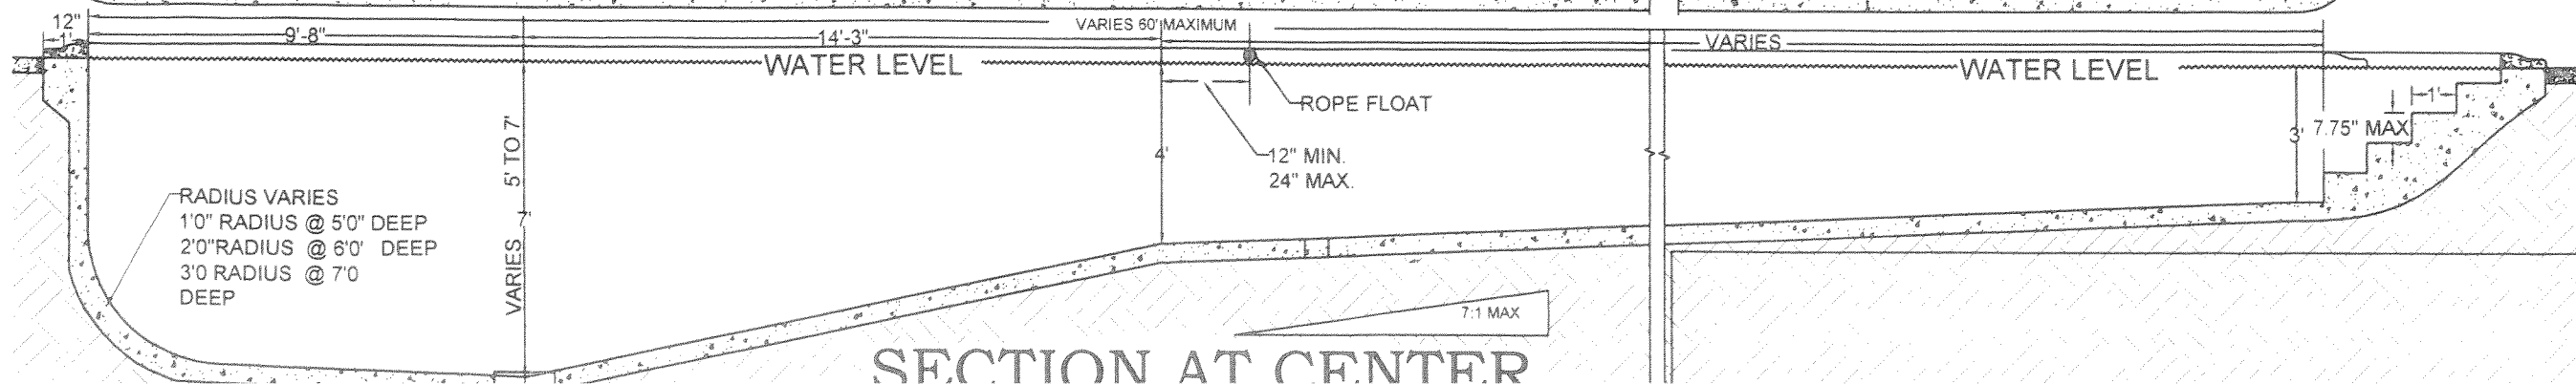 12"
1'
9'-8"
14'-3"
VARIES 60' MAXIMUM
VARIES
WATER LEVEL
WATER LEVEL
ROPE FLOAT
12" MIN.
24" MAX.
4'
5' TO 7'
VARIES 7'
RADIUS VARIES
1'0" RADIUS @ 5'0" DEEP
2'0"RADIUS @ 6'0' DEEP
3'0 RADIUS @ 7'0
DEEP
3'
7.75" MAX
1'
7:1 MAX
SECTION AT CENTER